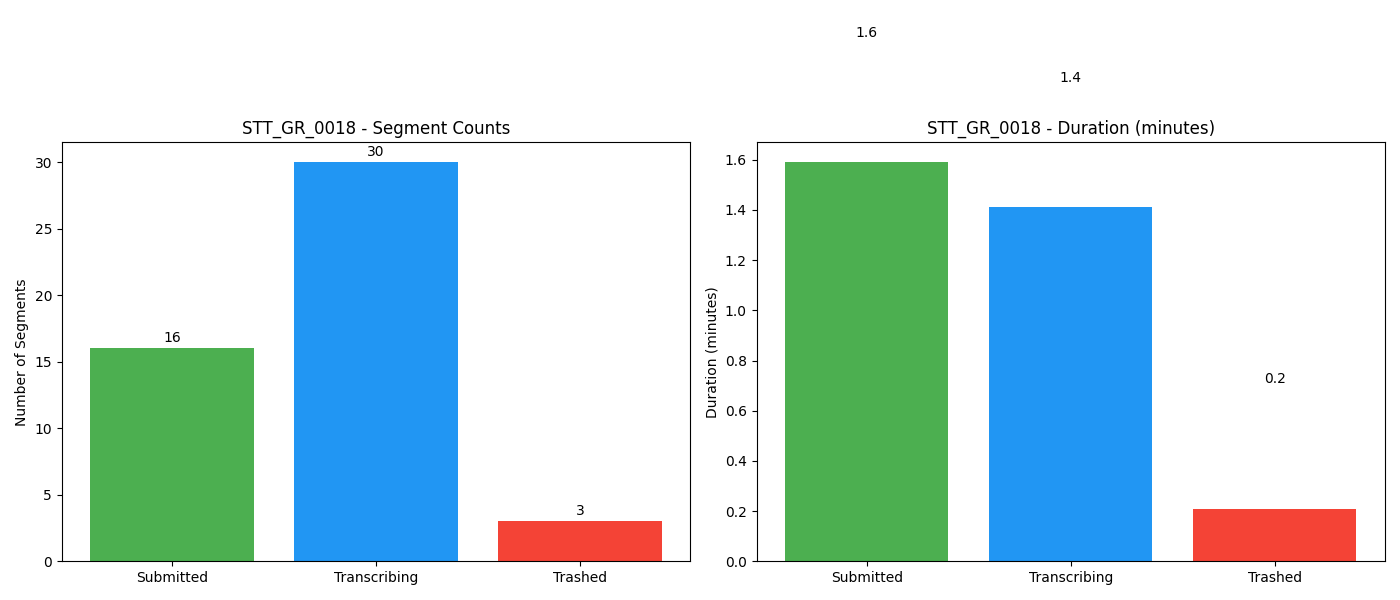 STT_GR_0018 - Segment Counts
Number of Segments
30
25
20
15
10
5
0
16
30
3
Submitted
Transcribing
Trashed
1.6
1.4
STT_GR_0018 - Duration (minutes)
Duration (minutes)
1.6
1.4
1.2
1.0
0.8
0.6
0.4
0.2
0.0
0.2
Submitted
Transcribing
Trashed